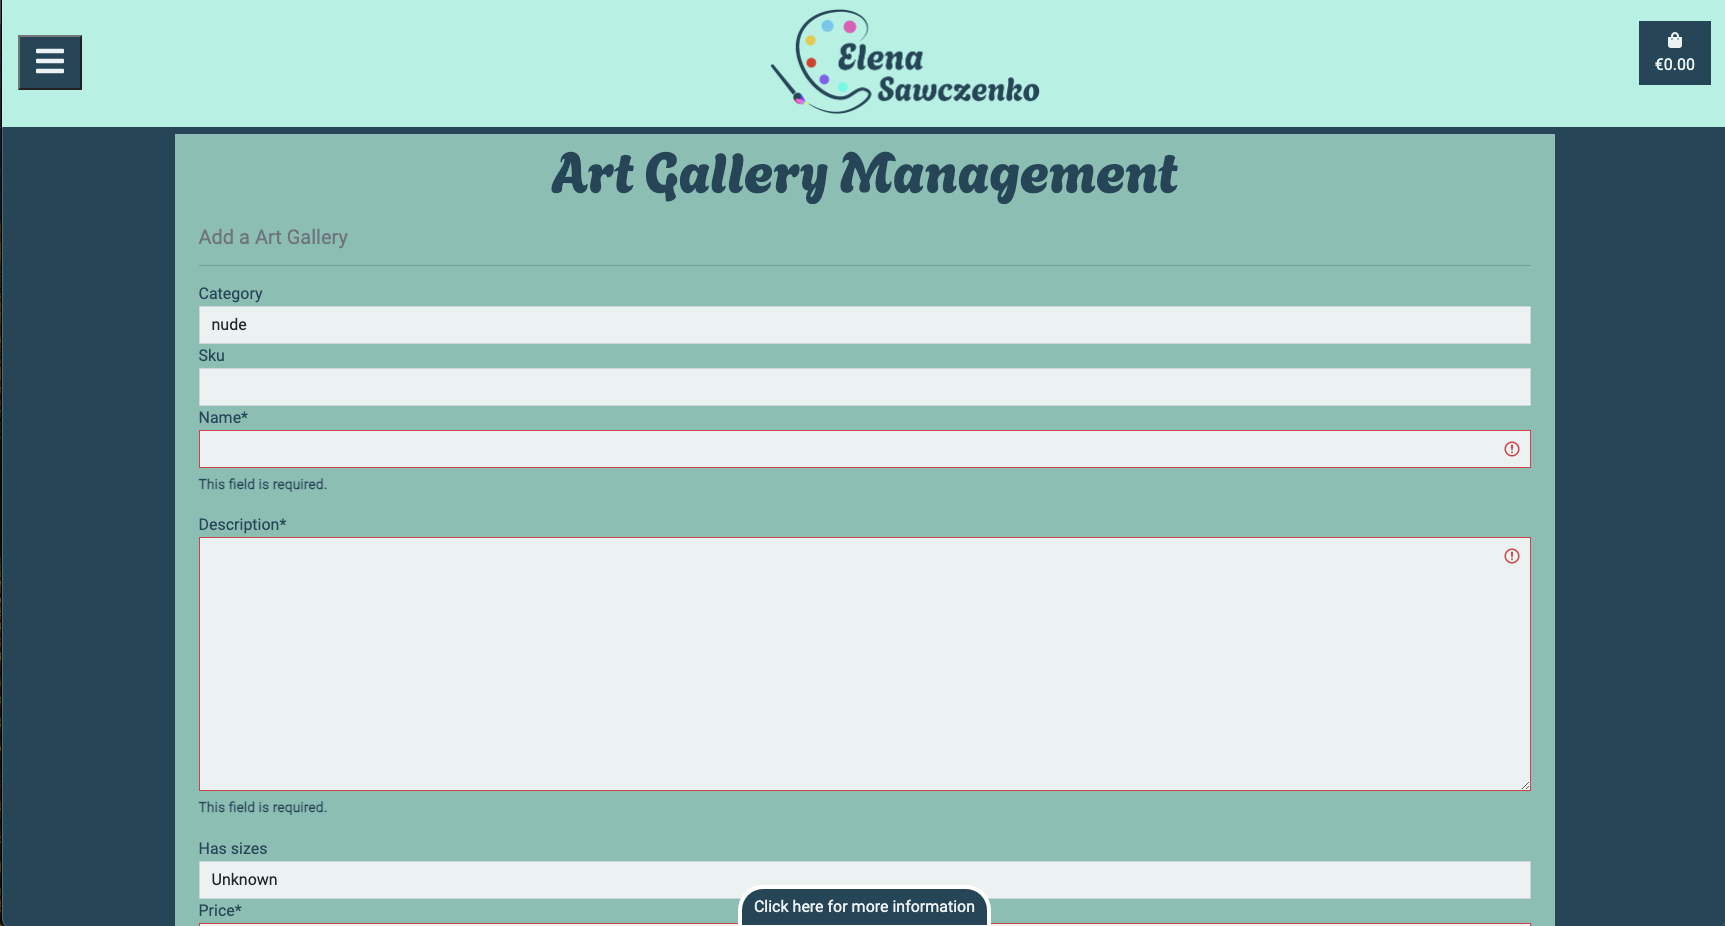 Elena
Sawczenko
€0.00
Art Gallery Management
Add a Art Gallery
Category
nude
Sku
Name*
This field is required.
Description*
This field is required.
Has sizes
Unknown
Price*
Click here for more information